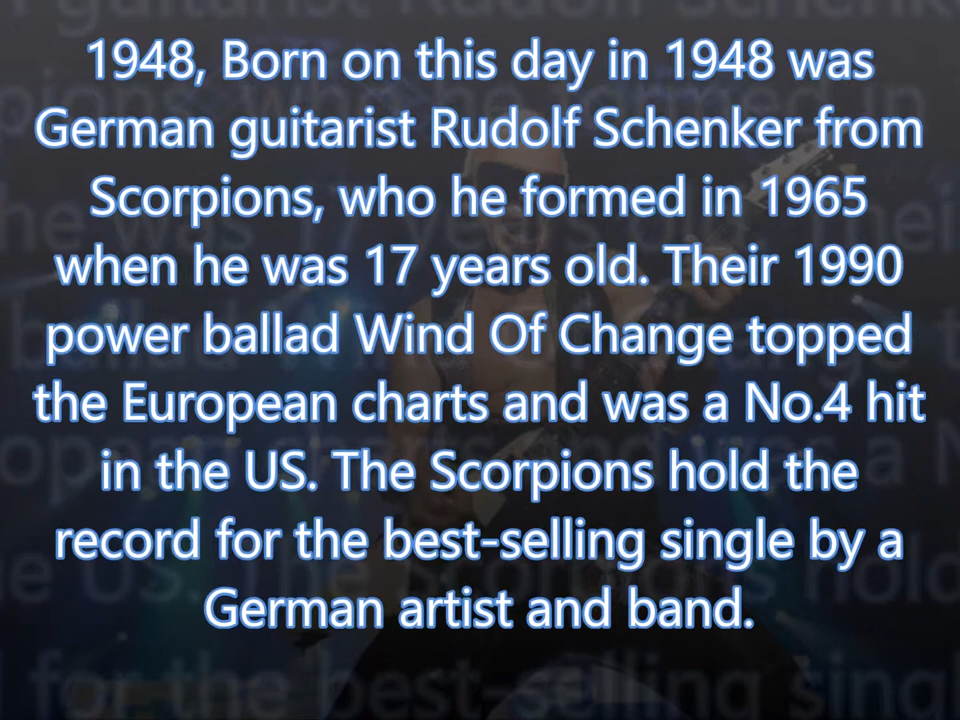 1948, Born on this day in 1948 was
German guitarist Rudolf Schenker from
Scorpions, who he formed in 1965
when he was 17 years old. Their 1990
power ballad Wind Of Change topped
the European charts and was a No.4 hit
in the US. The Scorpions hold the
record for the best-selling single by a
German artist and band.